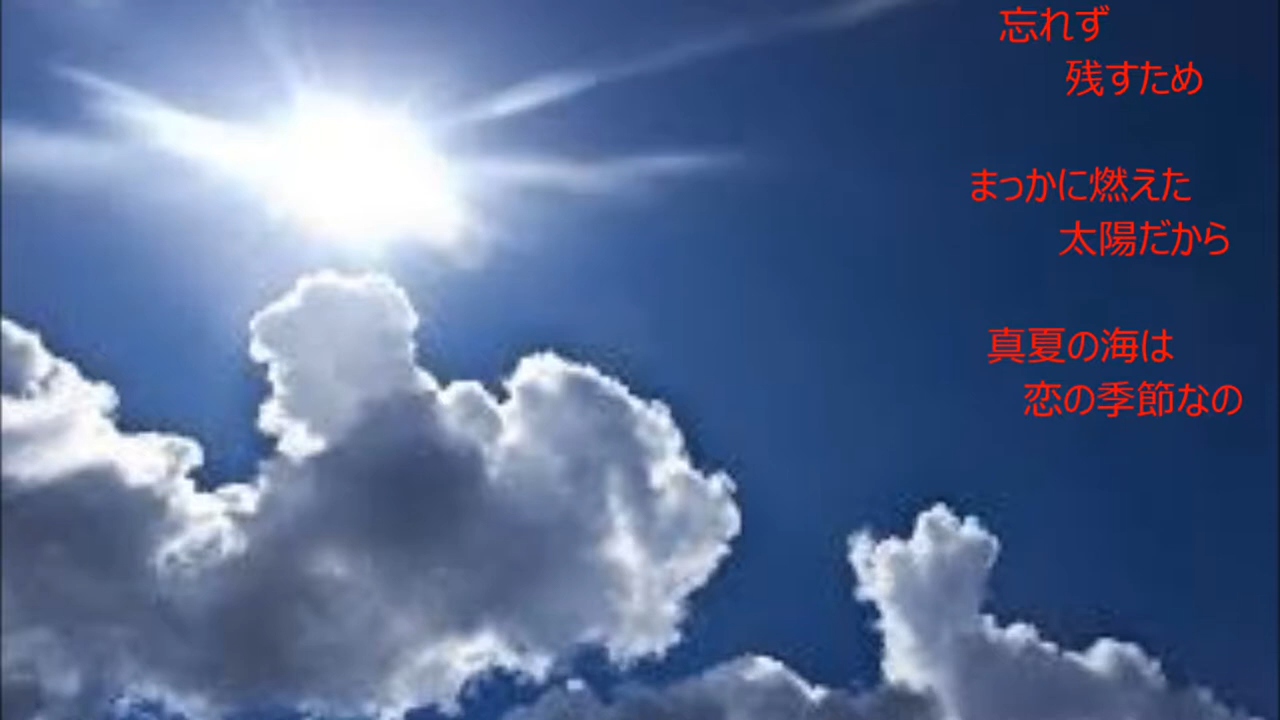 忘れず
残すため
まっかに燃えた
太陽だから
真夏の海は
恋の季節なの